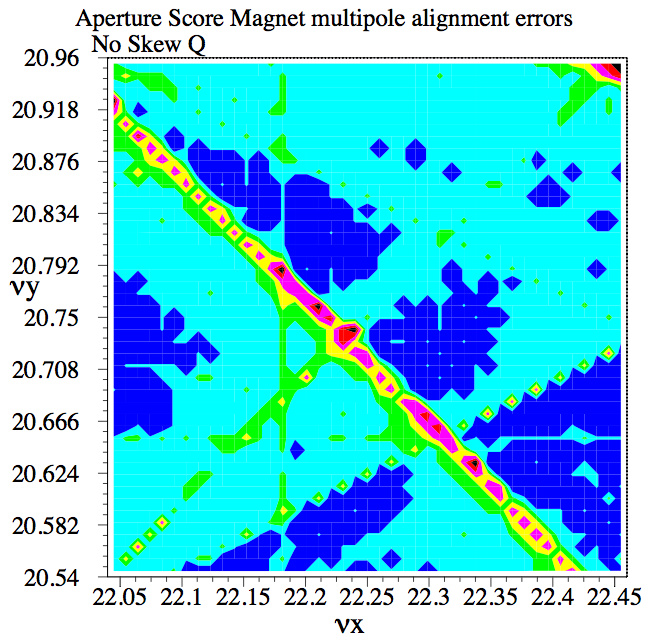 Aperture Score Magnet multipole alignment errors
No Skew Q
20.96
20.918
20.876
20.834
20.792
νy
20.75
20.708
20.666
20.624
20.582
20.54
22.05 22.1 22.15 22.2 22.25 22.3 22.35 22.4 22.45
νx